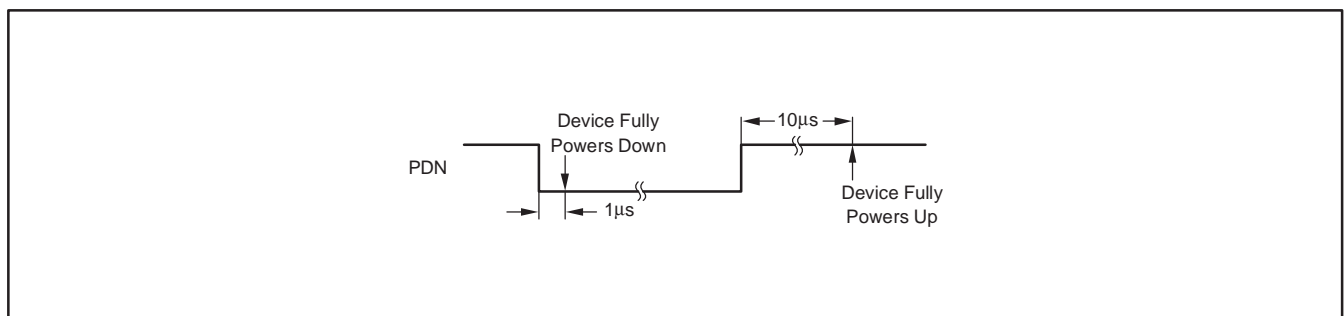 Device Fully
Powers Down
10μs
PDN
1μs
Device Fully
Powers Up